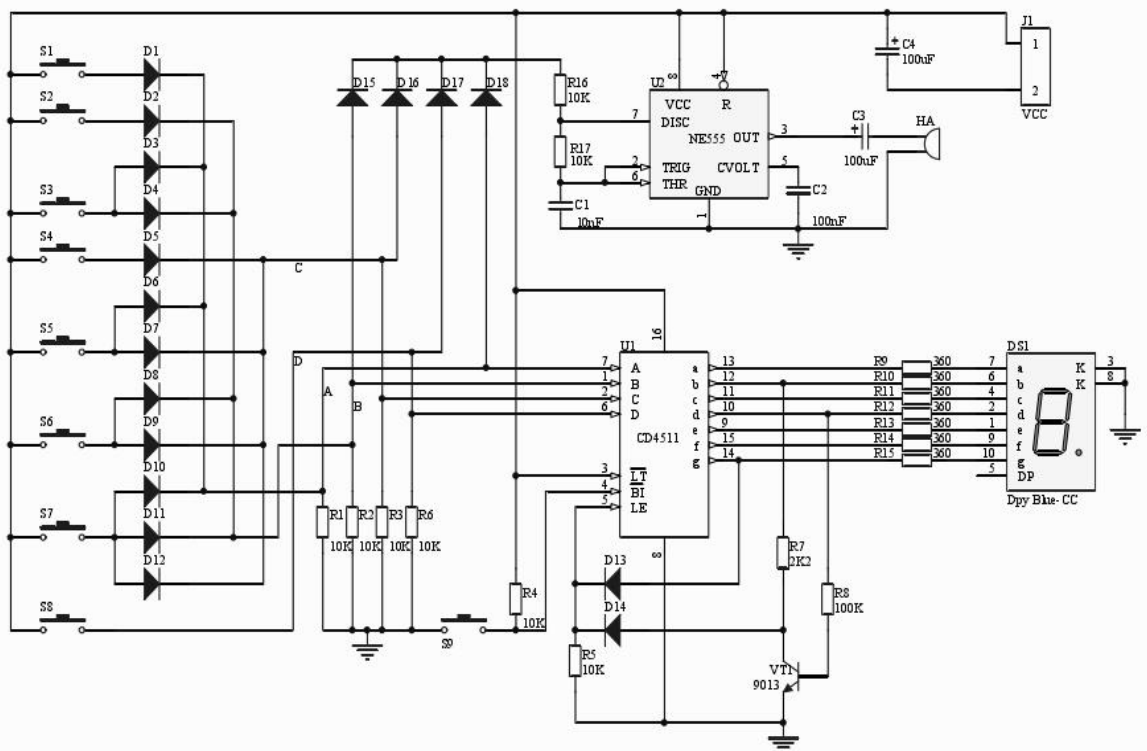 S1
D1
S2
D2
D3
S3
D4
S4
D5
C
D6
S5
D7
D
D8
A
B
S6
D9
D10
S7
D11
D12
S8
D15
D16
D17
D18
R16
10K
R17
10K
C1
10nF
U2
8
4
VCC
R
7
DISC
NE555
OUT
3
2
TRIG
CVOLT
5
6
THR
GND
1
C2
100nF
C3
+
100uF
HA
+
C4
100uF
J1
1
2
VCC
U1
16
7
A
a
13
1
B
b
12
2
C
c
11
6
D
d
10
CD4511
e
9
f
15
g
14
3
LT
4
BI
5
LE
8
R9
360
R10
360
R11
360
R12
360
R13
360
R14
360
R15
360
DS1
7
a
K
3
6
b
K
8
4
c
2
d
1
e
9
f
10
g
5
DP
Dpy Blue-CC
R1
10K
R2
10K
R3
10K
R6
10K
S9
R4
10K
D13
D14
R5
10K
R7
2K2
R8
100K
VT1
9013